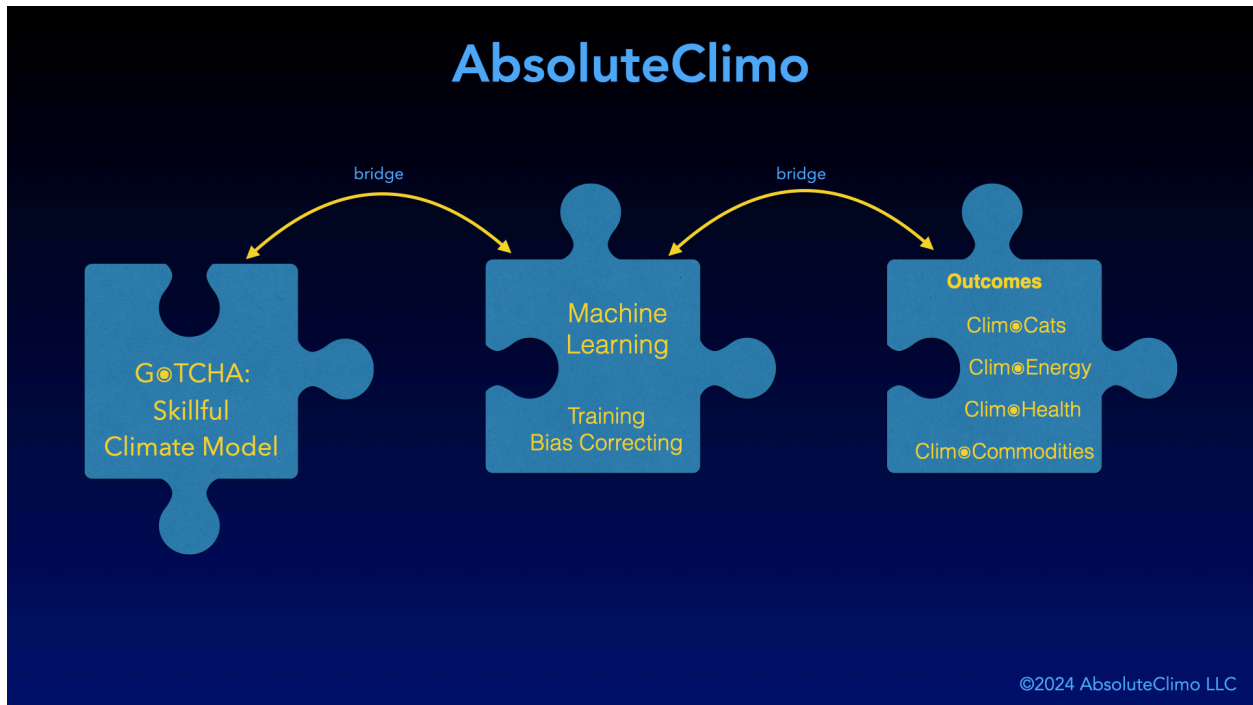 AbsoluteClimo
bridge
bridge
G◉TCHA:
Skillful
Climate Model
Machine
Learning
Training
Bias Correcting
Outcomes
Clim◉Cats
Clim◉Energy
Clim◉Health
Clim◉Commodities
©2024 AbsoluteClimo LLC